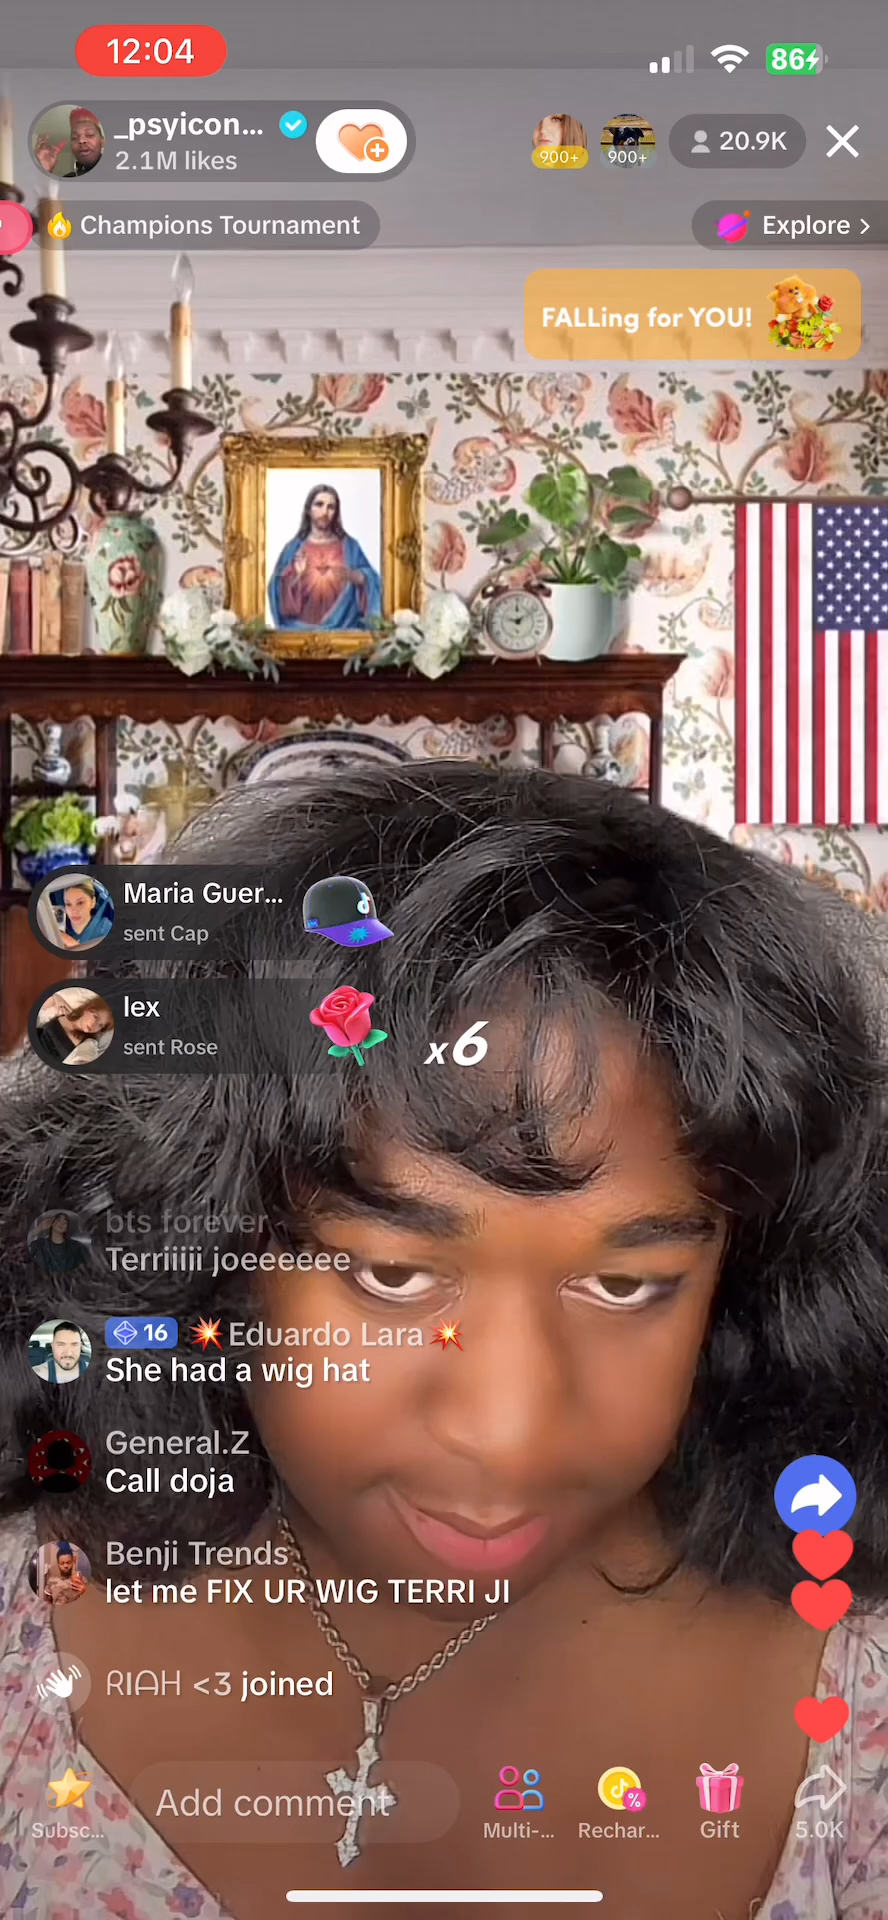 12:04
86
_psyicon...
2.1M likes
900+
900+
20.9K
Champions Tournament
Explore >
FALLing for YOU!
Maria Guer...
sent Cap
lex
sent Rose
x6
bts forever
Terriiiiii joeeeeee
16
Eduardo Lara
She had a wig hat
General.Z
Call doja
Benji Trends
let me FIX UR WIG TERRI JI
RIAH <3 joined
Add comment
Subsc...
Multi-...
Rechar...
Gift
5.0K